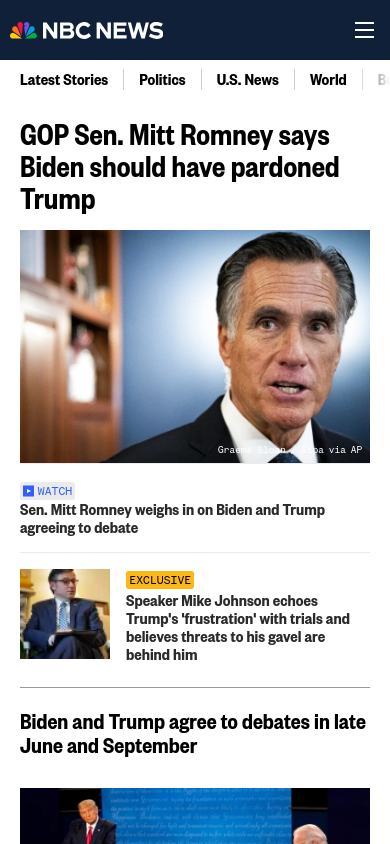 NBC NEWS
Latest Stories
Politics
U.S. News
World
GOP Sen. Mitt Romney says
Biden should have pardoned
Trump
via AP
WATCH
Sen. Mitt Romney weighs in on Biden and Trump
agreeing to debate
EXCLUSIVE
Speaker Mike Johnson echoes
Trump's 'frustration' with trials and
believes threats to his gavel are
behind him
Biden and Trump agree to debates in late
June and September